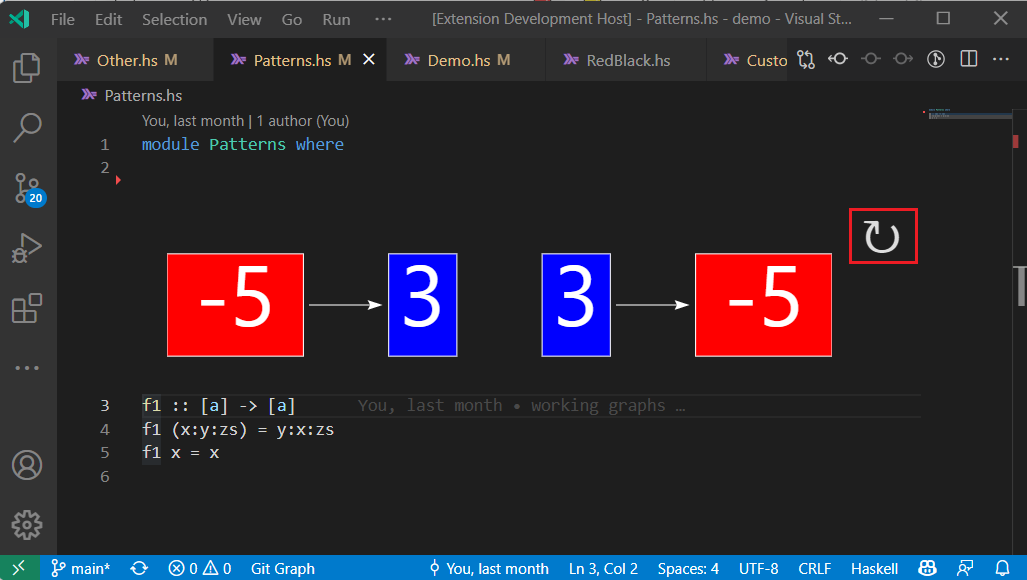 File Edit Selection View Go Run ··· [Extension Development Host] - Patterns.hs - demo - Visual St...
Other.hs M Patterns.hs M Demo.hs M RedBlack.hs Custo
Patterns.hs
You, last month | 1 author (You)
1 module Patterns where
2
-5 3 3 -5
3 f1 :: [a] -> [a] You, last month • working graphs …
4 f1 (x:y:zs) = y:x:zs
5 f1 x = x
6
20
main* 0 0 Git Graph You, last month Ln 3, Col 2 Spaces: 4 UTF-8 CRLF Haskell